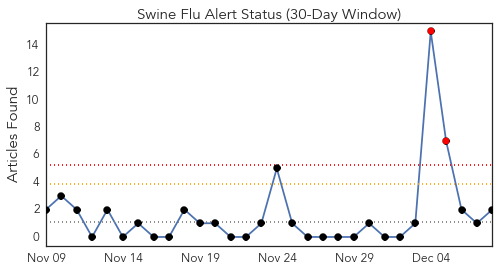 Swine Flu Alert Status (30-Day Window)
Articles Found
14
12
10
8
6
4
2
0
Nov 09 Nov 14 Nov 19 Nov 24 Nov 29 Dec 04